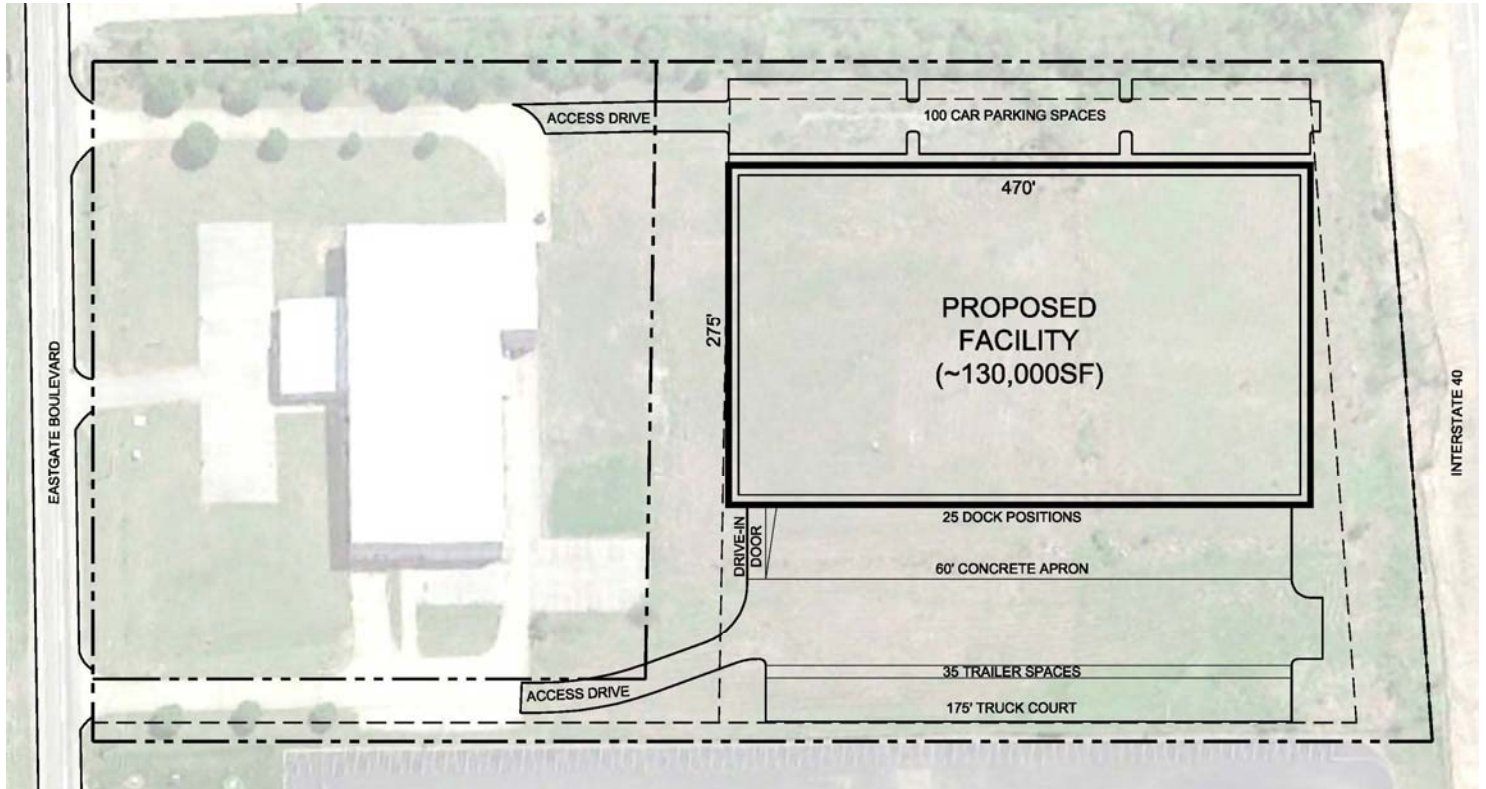 ACCESS DRIVE
100 CAR PARKING SPACES
470'
275'
PROPOSED
FACILITY
(~130,000SF)
EASTGATE BOULEVARD
INTERSTATE 40
25 DOCK POSITIONS
DRIVE-IN
DOOR
60' CONCRETE APRON
35 TRAILER SPACES
ACCESS DRIVE
175' TRUCK COURT